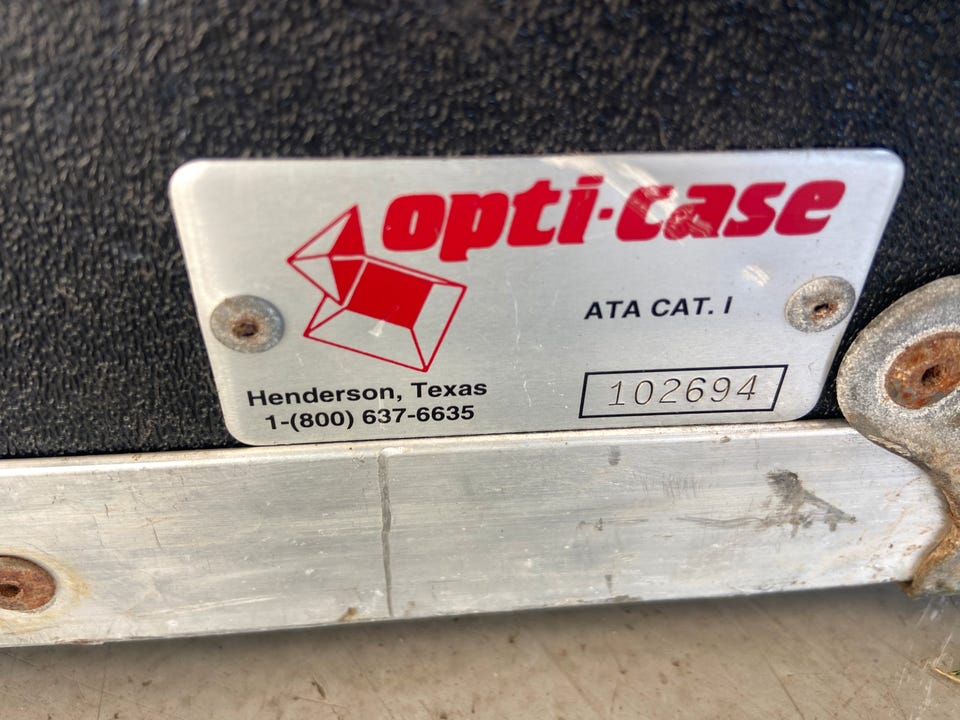 opti-case
ATA CAT. I
Henderson, Texas
1-(800) 637-6635
102694